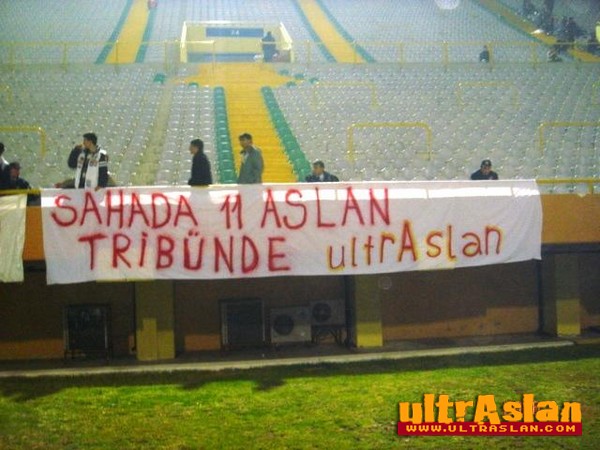 SAHADA 11 ASLAN
TRİBÜNDE ultrAslan
ultrAslan
WWW.ULTRASLAN.COM